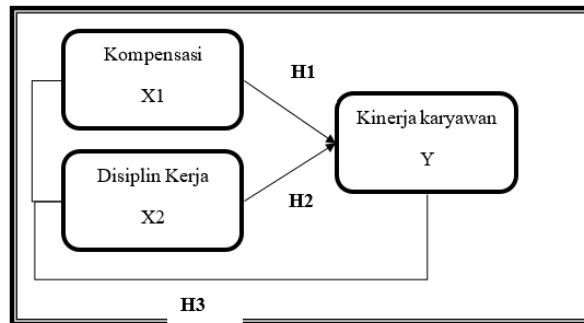 Kompensasi
X1
H1
Kinerja karyawan
Y
Disiplin Kerja
X2
H2
H3